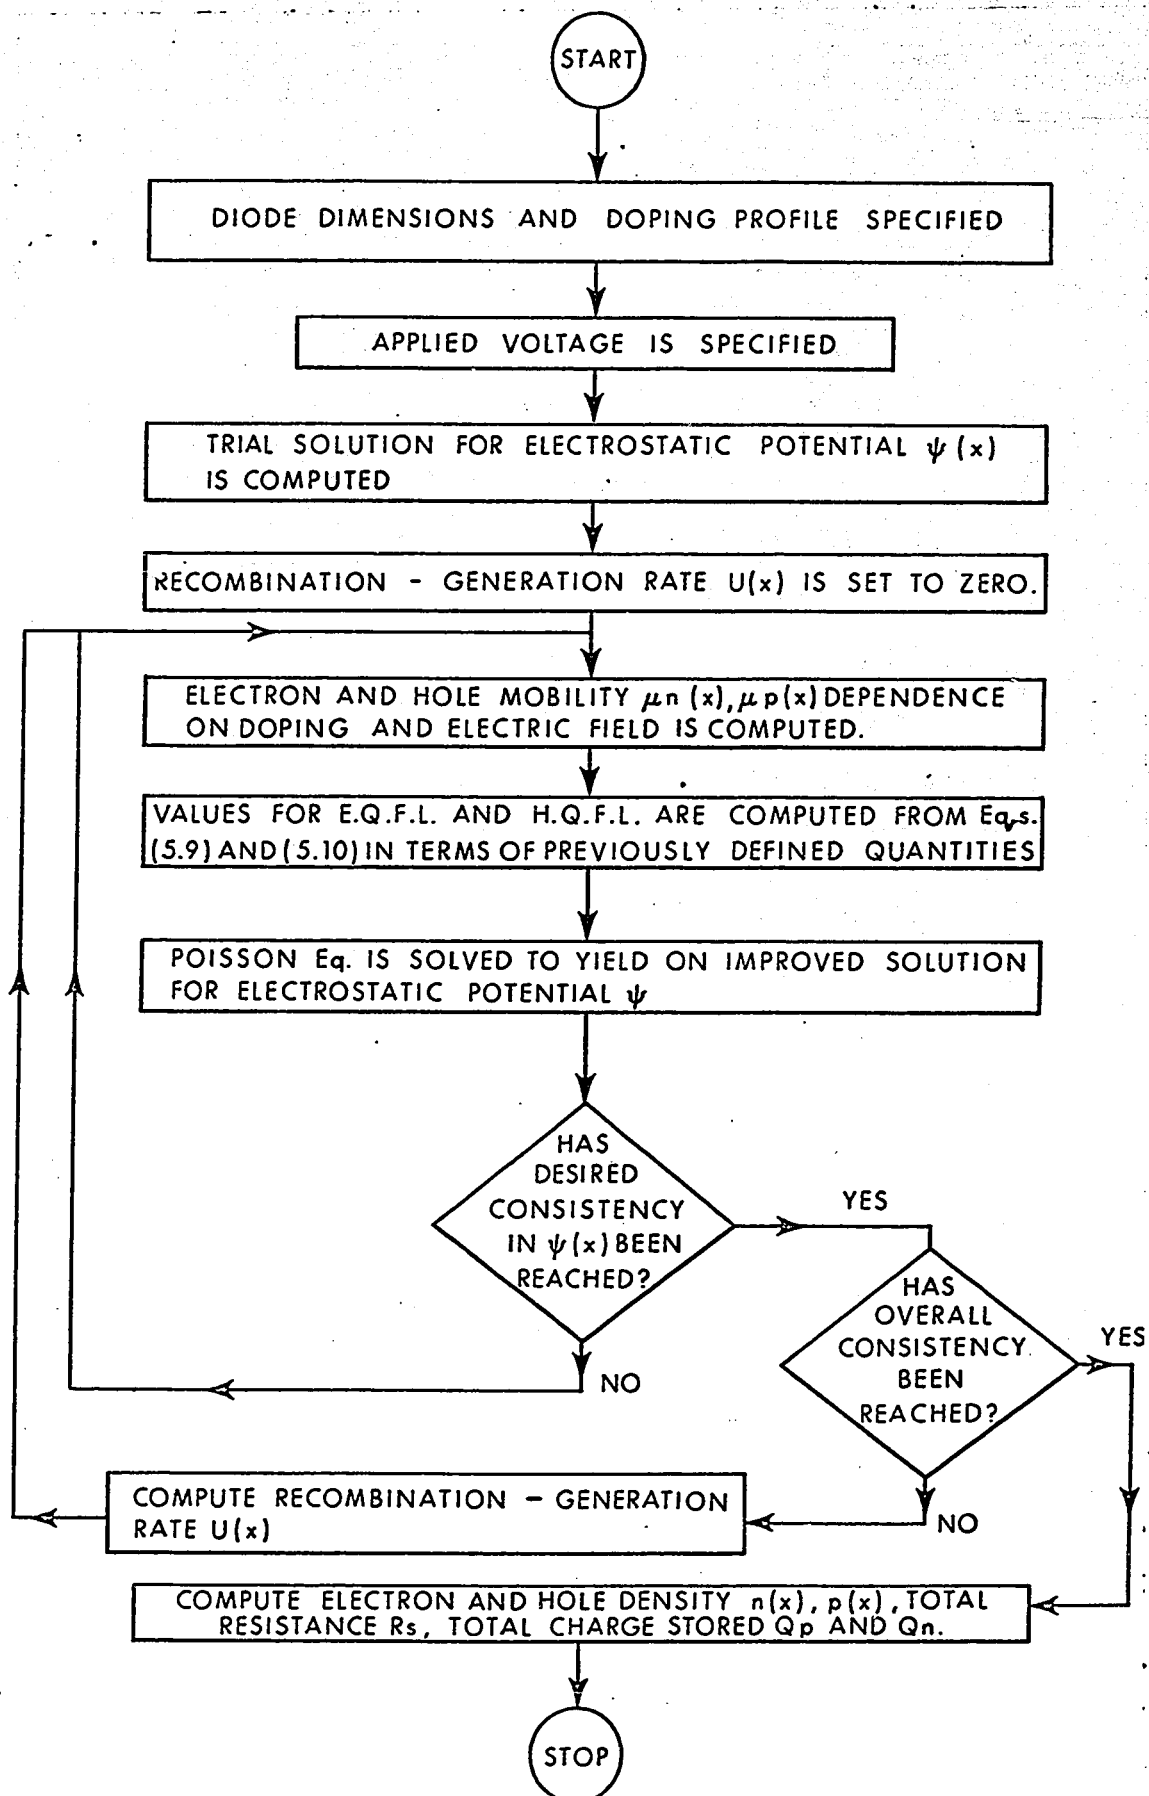 START
DIODE DIMENSIONS AND DOPING PROFILE SPECIFIED
APPLIED VOLTAGE IS SPECIFIED
TRIAL SOLUTION FOR ELECTROSTATIC POTENTIAL ψ (x)
IS COMPUTED
RECOMBINATION - GENERATION RATE U(x) IS SET TO ZERO.
ELECTRON AND HOLE MOBILITY μn (x), μp(x) DEPENDENCE
ON DOPING AND ELECTRIC FIELD IS COMPUTED.
VALUES FOR E.Q.F.L. AND H.Q.F.L. ARE COMPUTED FROM Eqs.
(5.9) AND (5.10) IN TERMS OF PREVIOUSLY DEFINED QUANTITIES
POISSON Eq. IS SOLVED TO YIELD ON IMPROVED SOLUTION
FOR ELECTROSTATIC POTENTIAL ψ
HAS
DESIRED
CONSISTENCY
IN ψ(x) BEEN
REACHED?
YES
NO
HAS
OVERALL
CONSISTENCY
BEEN
REACHED?
YES
NO
COMPUTE RECOMBINATION - GENERATION
RATE U(x)
COMPUTE ELECTRON AND HOLE DENSITY n(x), p(x), TOTAL
RESISTANCE Rs, TOTAL CHARGE STORED Qp AND Qn.
STOP